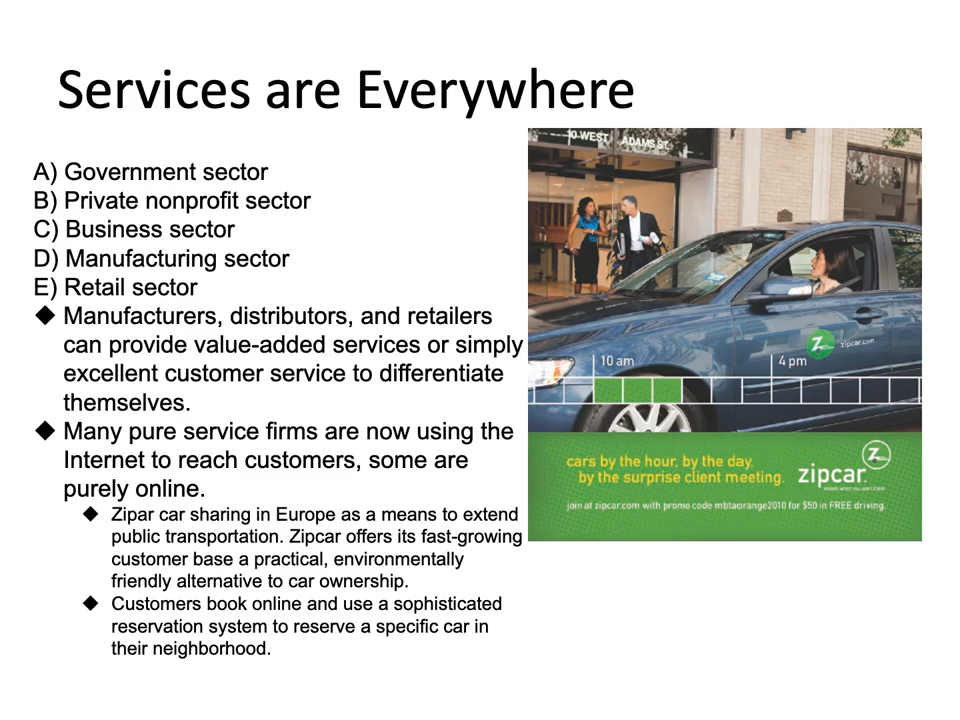 Services are Everywhere
A) Government sector
B) Private nonprofit sector
C) Business sector
D) Manufacturing sector
E) Retail sector
◆ Manufacturers, distributors, and retailers
can provide value-added services or simply
excellent customer service to differentiate
themselves.
◆ Many pure service firms are now using the
Internet to reach customers, some are
purely online.
◆ Zipar car sharing in Europe as a means to extend
public transportation. Zipcar offers its fast-growing
customer base a practical, environmentally
friendly alternative to car ownership.
◆ Customers book online and use a sophisticated
reservation system to reserve a specific car in
their neighborhood.
10 WEST ADAMS ST.
Z zipcar.com
10 am
4 pm
cars by the hour, by the day,
by the surprise client meeting.
zipcar.
Z
join at zipcar.com with promo code mbtaorange2010 for $50 in FREE driving.